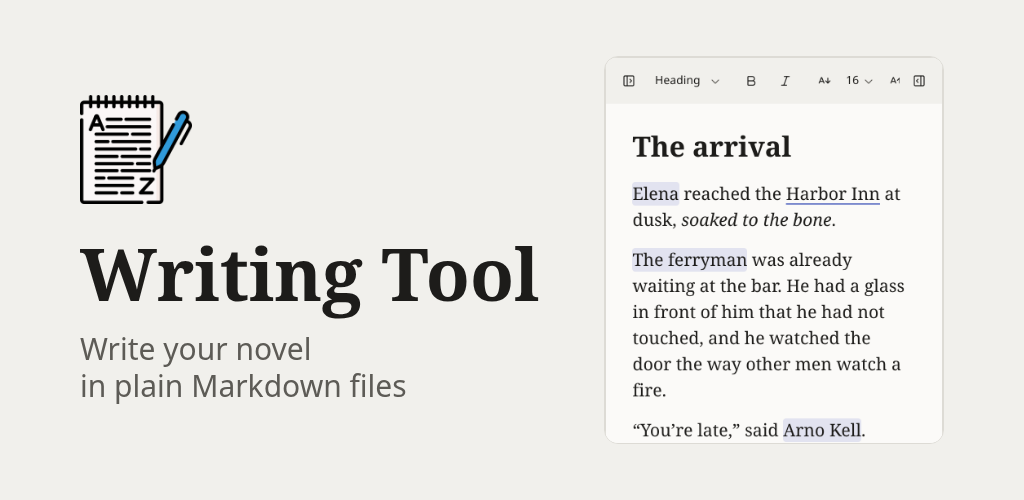 A
Z
Writing Tool
Write your novel
in plain Markdown files
Heading B I A 16 A
The arrival
Elena reached the Harbor Inn at
dusk, soaked to the bone.
The ferryman was already
waiting at the bar. He had a glass
in front of him that he had not
touched, and he watched the
door the way other men watch a
fire.
“You’re late,” said Arno Kell.